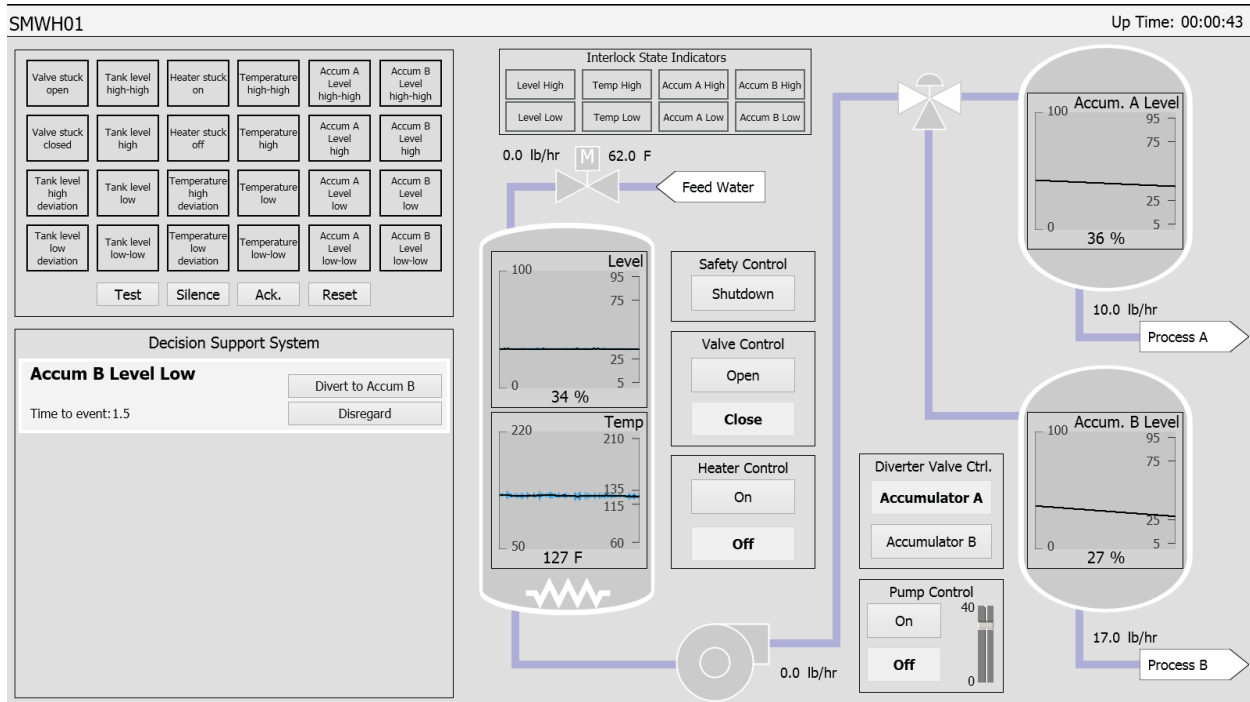 SMWH01
Up Time: 00:00:43
Valve stuck
open
Tank level
high-high
Heater stuck
on
Temperature
high-high
Accum A
Level
high-high
Accum B
Level
high-high
Valve stuck
closed
Tank level
high
Heater stuck
off
Temperature
high
Accum A
Level
high
Accum B
Level
high
Tank level
high
deviation
Tank level
low
Temperature
high
deviation
Temperature
low
Accum A
Level
low
Accum B
Level
low
Tank level
low
deviation
Tank level
low-low
Temperature
low
deviation
Temperature
low-low
Accum A
Level
low-low
Accum B
Level
low-low
Test
Silence
Ack.
Reset
Decision Support System
Accum B Level Low
Divert to Accum B
Time to event:1.5
Disregard
Interlock State Indicators
Level High
Temp High
Accum A High
Accum B High
Level Low
Temp Low
Accum A Low
Accum B Low
0.0 lb/hr
M
62.0 F
Feed Water
Level
100
95
75
25
5
0
34 %
Temp
220
210
135
115
60
50
127 F
Safety Control
Shutdown
Valve Control
Open
Close
Heater Control
On
Off
0.0 lb/hr
Diverter Valve Ctrl.
Accumulator A
Accumulator B
Pump Control
On
Off
40
0
Accum. A Level
100
95
75
25
5
0
36 %
10.0 lb/hr
Process A
Accum. B Level
100
95
75
25
5
0
27 %
17.0 lb/hr
Process B